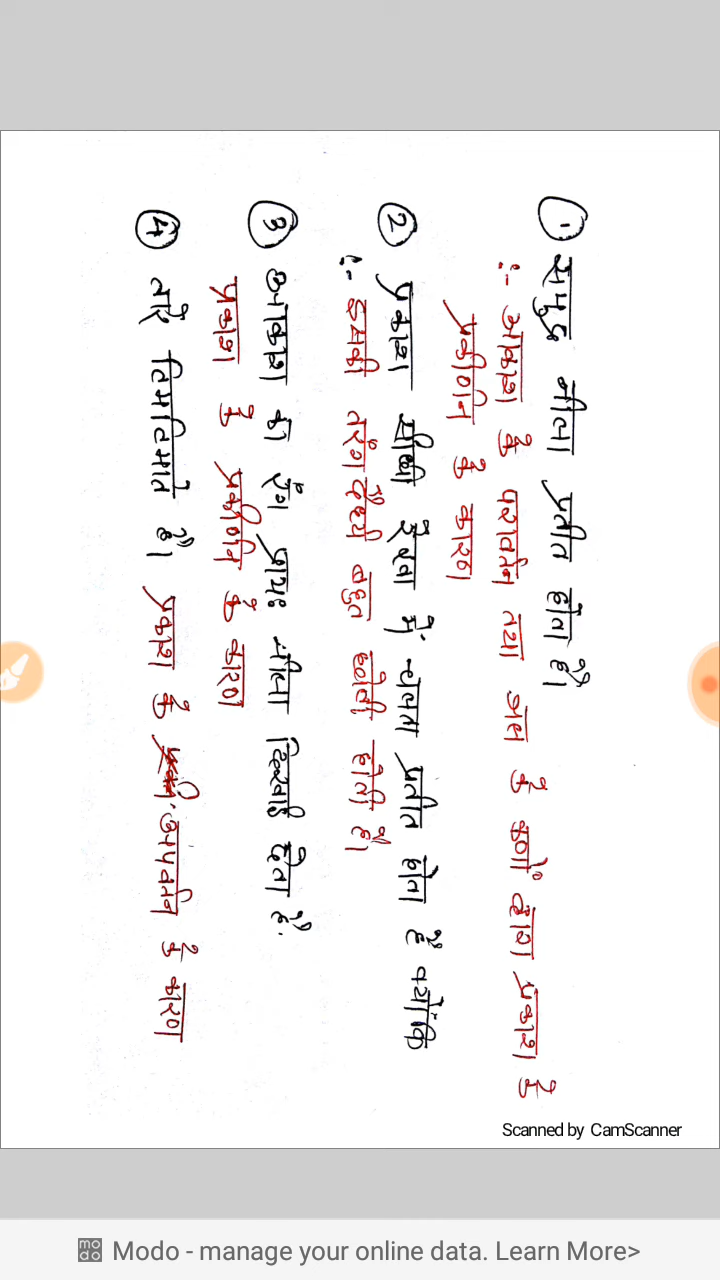 ① समुद्र नीला प्रतीत होता है।
:- आकाश के परावर्तन तथा जल के कणों द्वारा प्रकाश के
प्रकीर्णन के कारण
② प्रकाश सीधी रेखा में चलता प्रतीत होता है क्योंकि
:- इसकी तरंगदैर्ध्य बहुत छोटी होती है।
③ आकाश का रंग प्रायः नीला दिखाई देता है.
प्रकाश के प्रकीर्णन के कारण
④ तारे टिमटिमाते है। प्रकाश के अपवर्तन के कारण
Scanned by CamScanner
Modo - manage your online data. Learn More>